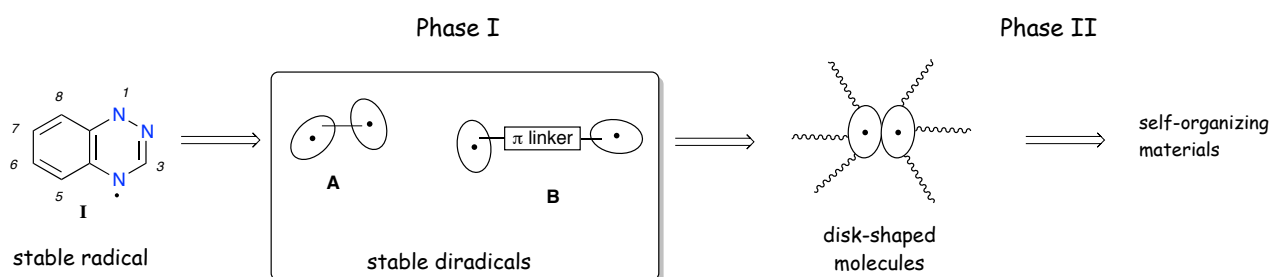 Phase I
Phase II
8
1
7
N
N
6
3
5
N
I
stable radical
A
π linker
B
stable diradicals
disk-shaped
molecules
self-organizing
materials